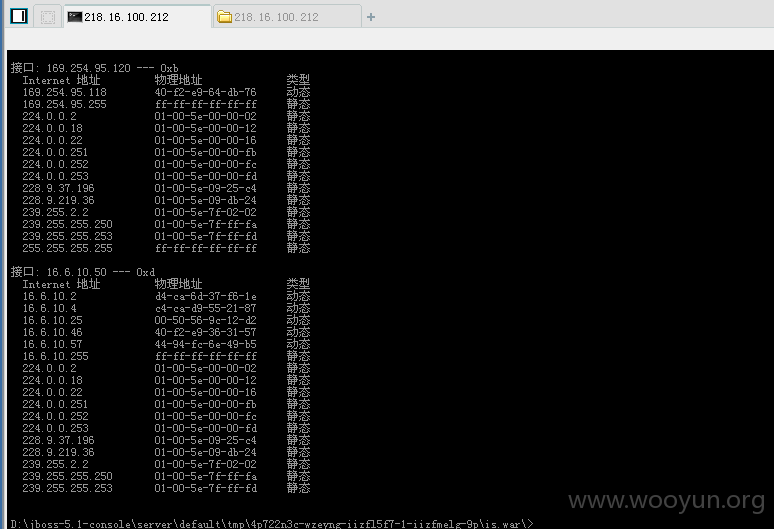 218.16.100.212 218.16.100.212
接口: 169.254.95.120 --- 0xb
Internet 地址 物理地址 类型
169.254.95.118 40-f2-e9-64-db-76 动态
169.254.95.255 ff-ff-ff-ff-ff-ff 静态
224.0.0.2 01-00-5e-00-00-02 静态
224.0.0.18 01-00-5e-00-00-12 静态
224.0.0.22 01-00-5e-00-00-16 静态
224.0.0.251 01-00-5e-00-00-fb 静态
224.0.0.252 01-00-5e-00-00-fc 静态
224.0.0.253 01-00-5e-00-00-fd 静态
228.9.37.196 01-00-5e-09-25-c4 静态
228.9.219.36 01-00-5e-09-db-24 静态
239.255.2.2 01-00-5e-7f-02-02 静态
239.255.255.250 01-00-5e-7f-ff-fa 静态
239.255.255.253 01-00-5e-7f-ff-fd 静态
255.255.255.255 ff-ff-ff-ff-ff-ff 静态
接口: 16.6.10.50 --- 0xd
Internet 地址 物理地址 类型
16.6.10.2 d4-ca-6d-37-f6-1e 动态
16.6.10.4 c4-ca-d9-55-21-87 动态
16.6.10.25 00-50-56-9c-12-d2 动态
16.6.10.46 40-f2-e9-36-31-57 动态
16.6.10.57 44-94-fc-6e-49-b5 动态
16.6.10.255 ff-ff-ff-ff-ff-ff 静态
224.0.0.2 01-00-5e-00-00-02 静态
224.0.0.18 01-00-5e-00-00-12 静态
224.0.0.22 01-00-5e-00-00-16 静态
224.0.0.251 01-00-5e-00-00-fb 静态
224.0.0.252 01-00-5e-00-00-fc 静态
224.0.0.253 01-00-5e-00-00-fd 静态
228.9.37.196 01-00-5e-09-25-c4 静态
228.9.219.36 01-00-5e-09-db-24 静态
239.255.2.2 01-00-5e-7f-02-02 静态
239.255.255.250 01-00-5e-7f-ff-fa 静态
239.255.255.253 01-00-5e-7f-ff-fd 静态
www.wooyun.org
D:\jboss-5.1-console\server\default\tmp\4p722n3c-wzeyng-iizfl5f7-1-iizfmelg-9p\is.war\>